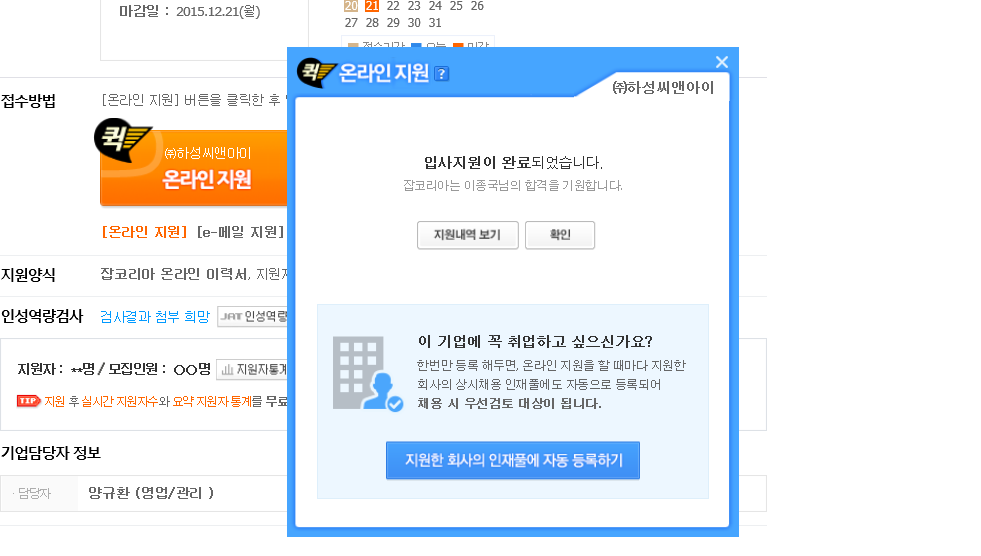 마감일 : 2015.12.21(월)
20 21 22 23 24 25 26
27 28 29 30 31
접수기간 오늘 마감
퀵 온라인 지원 ?
㈜하성씨앤아이
접수방법
[온라인 지원] 버튼을 클릭한 후
퀵
㈜하성씨앤아이
온라인 지원
[온라인 지원] [e-메일 지원]
입사지원이 완료되었습니다.
잡코리아는 이종국님의 합격을 기원합니다.
지원내역 보기 확인
지원양식
잡코리아 온라인 이력서, 지원자
인성역량검사
검사결과 첨부 희망 JAT 인성역량
지원자 : **명 / 모집인원 : OO명 지원자통계
TIP 지원 후 실시간 지원자수와 요약 지원자 통계를 무료
이 기업에 꼭 취업하고 싶으신가요?
한번만 등록 해두면, 온라인 지원을 할 때마다 지원한
회사의 상시채용 인재풀에도 자동으로 등록되어
채용 시 우선검토 대상이 됩니다.
지원한 회사의 인재풀에 자동 등록하기
기업담당자 정보
· 담당자 양규환 (영업/관리 )